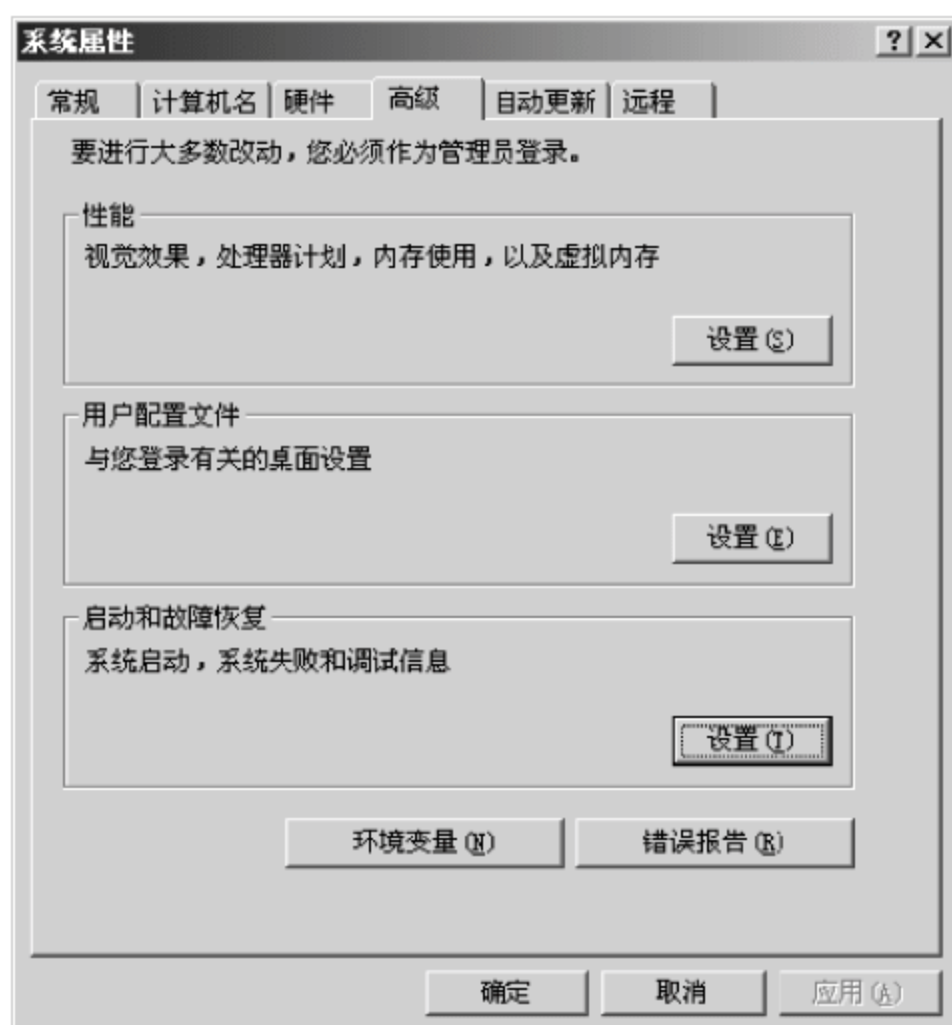 系统属性
常规 计算机名 硬件 高级 自动更新 远程
要进行大多数改动，您必须作为管理员登录。
性能
视觉效果，处理器计划，内存使用，以及虚拟内存
设置(S)
用户配置文件
与您登录有关的桌面设置
设置(E)
启动和故障恢复
系统启动，系统失败和调试信息
设置(T)
环境变量(N) 错误报告(R)
确定 取消 应用(A)